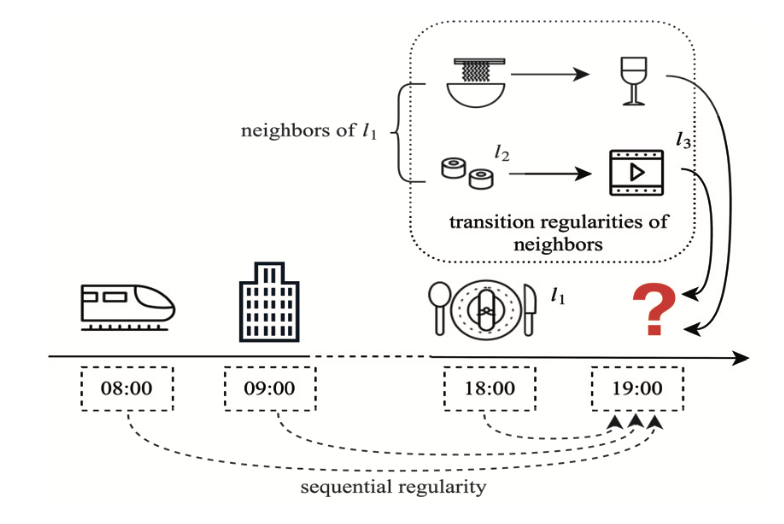 neighbors of l₁
l₂
l₃
transition regularities of
neighbors
l₁
?
08:00
09:00
18:00
19:00
sequential regularity